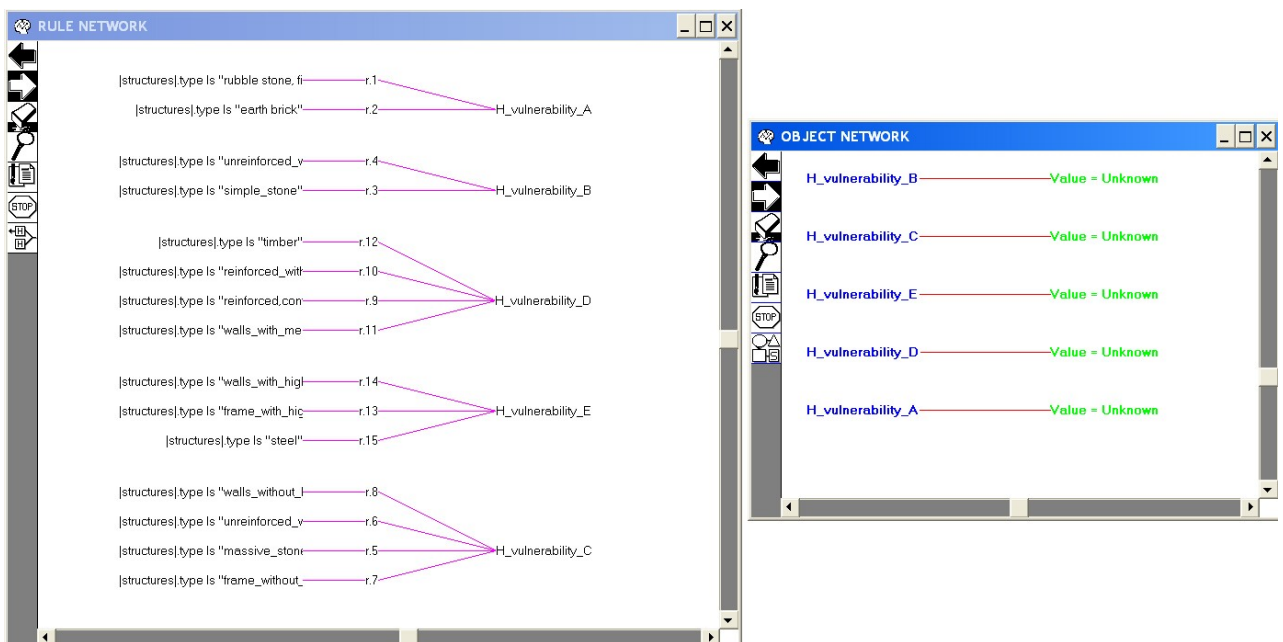 RULE NETWORK
|structures|.type Is "rubble stone, fi r.1
|structures|.type Is "earth brick" r.2 H_vulnerability_A
|structures|.type Is "unreinforced_v r.4
|structures|.type Is "simple_stone" r.3 H_vulnerability_B
|structures|.type Is "timber" r.12
|structures|.type Is "reinforced_with r.10
|structures|.type Is "reinforced,con r.9 H_vulnerability_D
|structures|.type Is "walls_with_me r.11
|structures|.type Is "walls_with_higl r.14
|structures|.type Is "frame_with_hig r.13 H_vulnerability_E
|structures|.type Is "steel" r.15
|structures|.type Is "walls_without_l r.8
|structures|.type Is "unreinforced_v r.6
|structures|.type Is "massive_stone r.5 H_vulnerability_C
|structures|.type Is "frame_without_ r.7
STOP
H
H
OBJECT NETWORK
H_vulnerability_B Value = Unknown
H_vulnerability_C Value = Unknown
H_vulnerability_E Value = Unknown
H_vulnerability_D Value = Unknown
H_vulnerability_A Value = Unknown
STOP
S